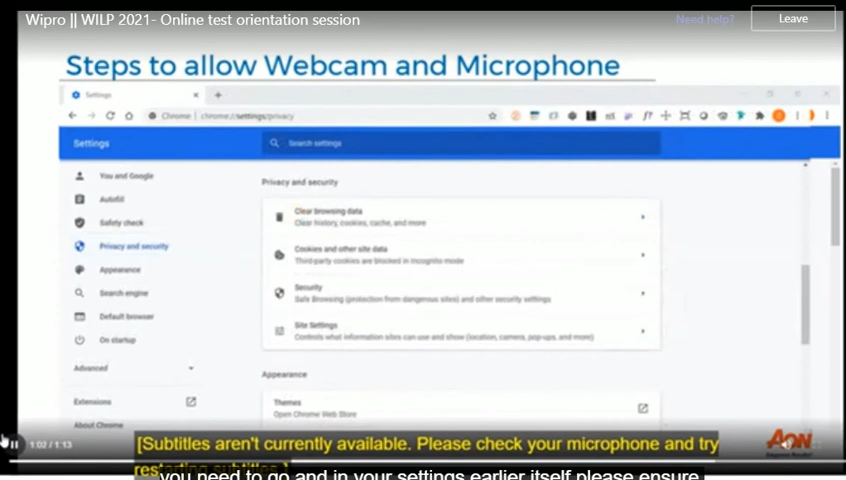 Wipro || WILP 2021- Online test orientation session
Need help?
Leave
Steps to allow Webcam and Microphone
Settings
Chrome | chrome://settings/privacy
Settings
Search settings
You and Google
Autofill
Safety check
Privacy and security
Appearance
Search engine
Default browser
On startup
Advanced
Extensions
About Chrome
Privacy and security
Clear browsing data
Clear history, cookies, cache, and more
Cookies and other site data
Third-party cookies are blocked in Incognito mode
Security
Safe Browsing (protection from dangerous sites) and other security settings
Site Settings
Controls what information sites can use and show (location, camera, pop-ups, and more)
Appearance
Themes
Open Chrome Web Store
1:02 / 1:13
[Subtitles aren't currently available. Please check your microphone and try
restarting subtitles.]
you need to go and in your settings earlier itself please ensure
AON
Empower Results®